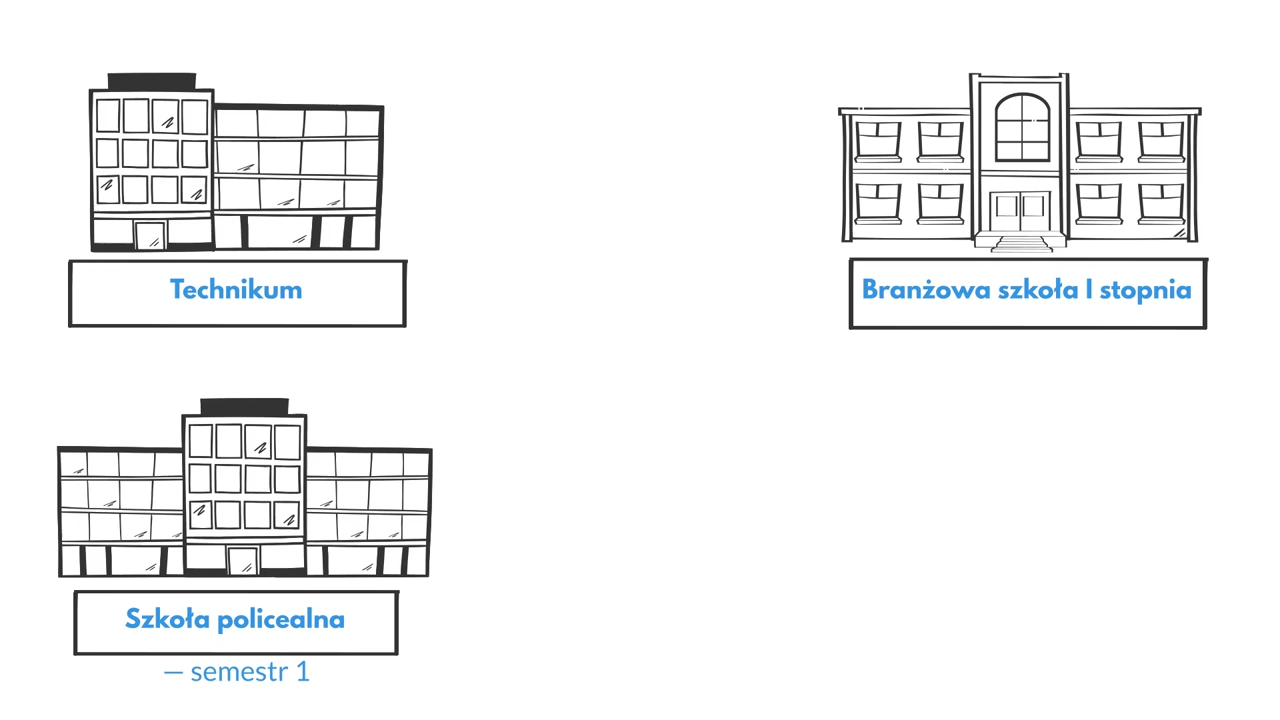 Technikum
Branżowa szkoła I stopnia
Szkoła policealna
— semestr 1